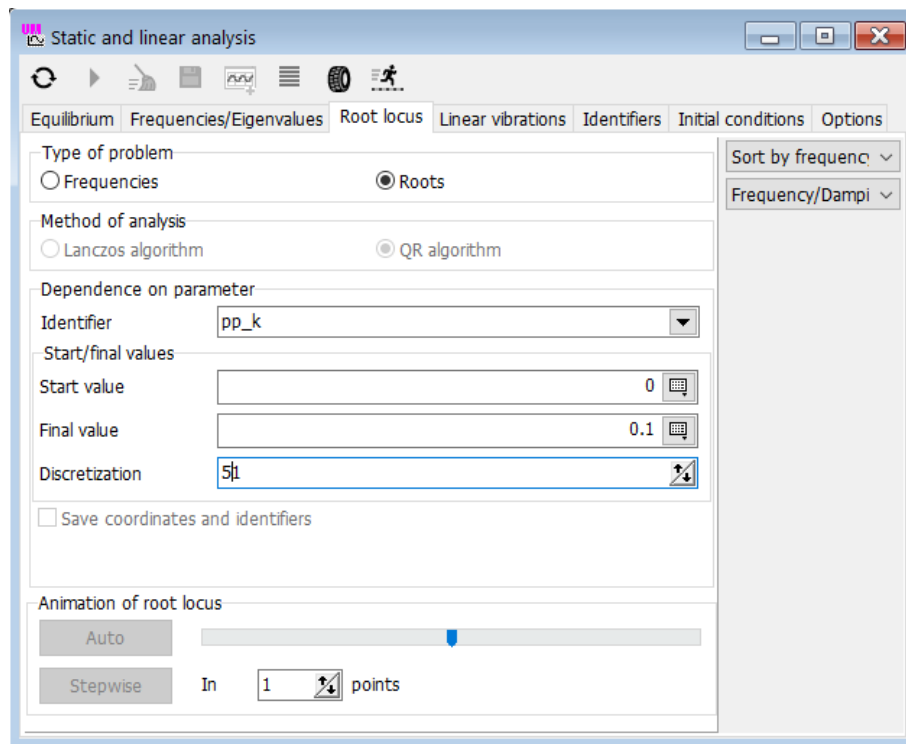 UM Static and linear analysis
Equilibrium Frequencies/Eigenvalues Root locus Linear vibrations Identifiers Initial conditions Options
Type of problem
Frequencies Roots
Sort by frequency
Frequency/Dampi
Method of analysis
Lanczos algorithm QR algorithm
Dependence on parameter
Identifier pp_k
Start/final values
Start value 0
Final value 0.1
Discretization 51
Save coordinates and identifiers
Animation of root locus
Auto
Stepwise In 1 points